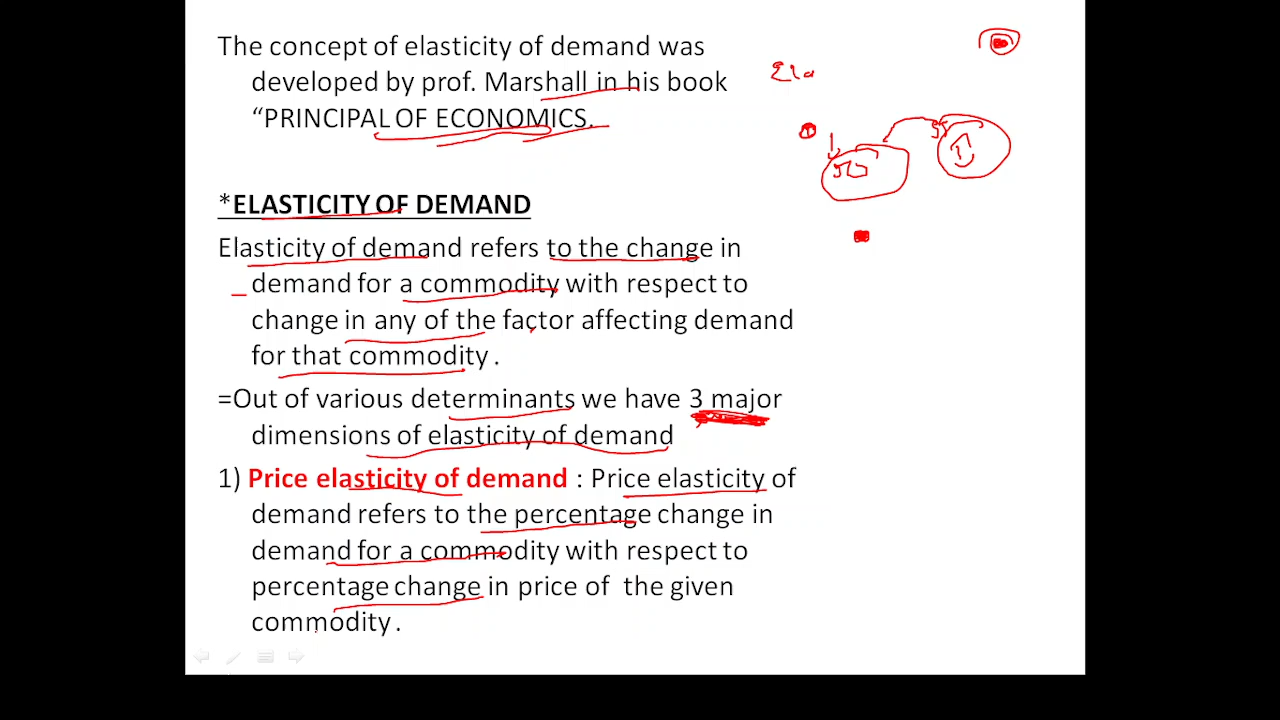 The concept of elasticity of demand was
developed by prof. Marshall in his book
“PRINCIPAL OF ECONOMICS.
*ELASTICITY OF DEMAND
Elasticity of demand refers to the change in
demand for a commodity with respect to
change in any of the factor affecting demand
for that commodity .
=Out of various determinants we have 3 major
dimensions of elasticity of demand
1) Price elasticity of demand : Price elasticity of
demand refers to the percentage change in
demand for a commodity with respect to
percentage change in price of the given
commodity .
Ela